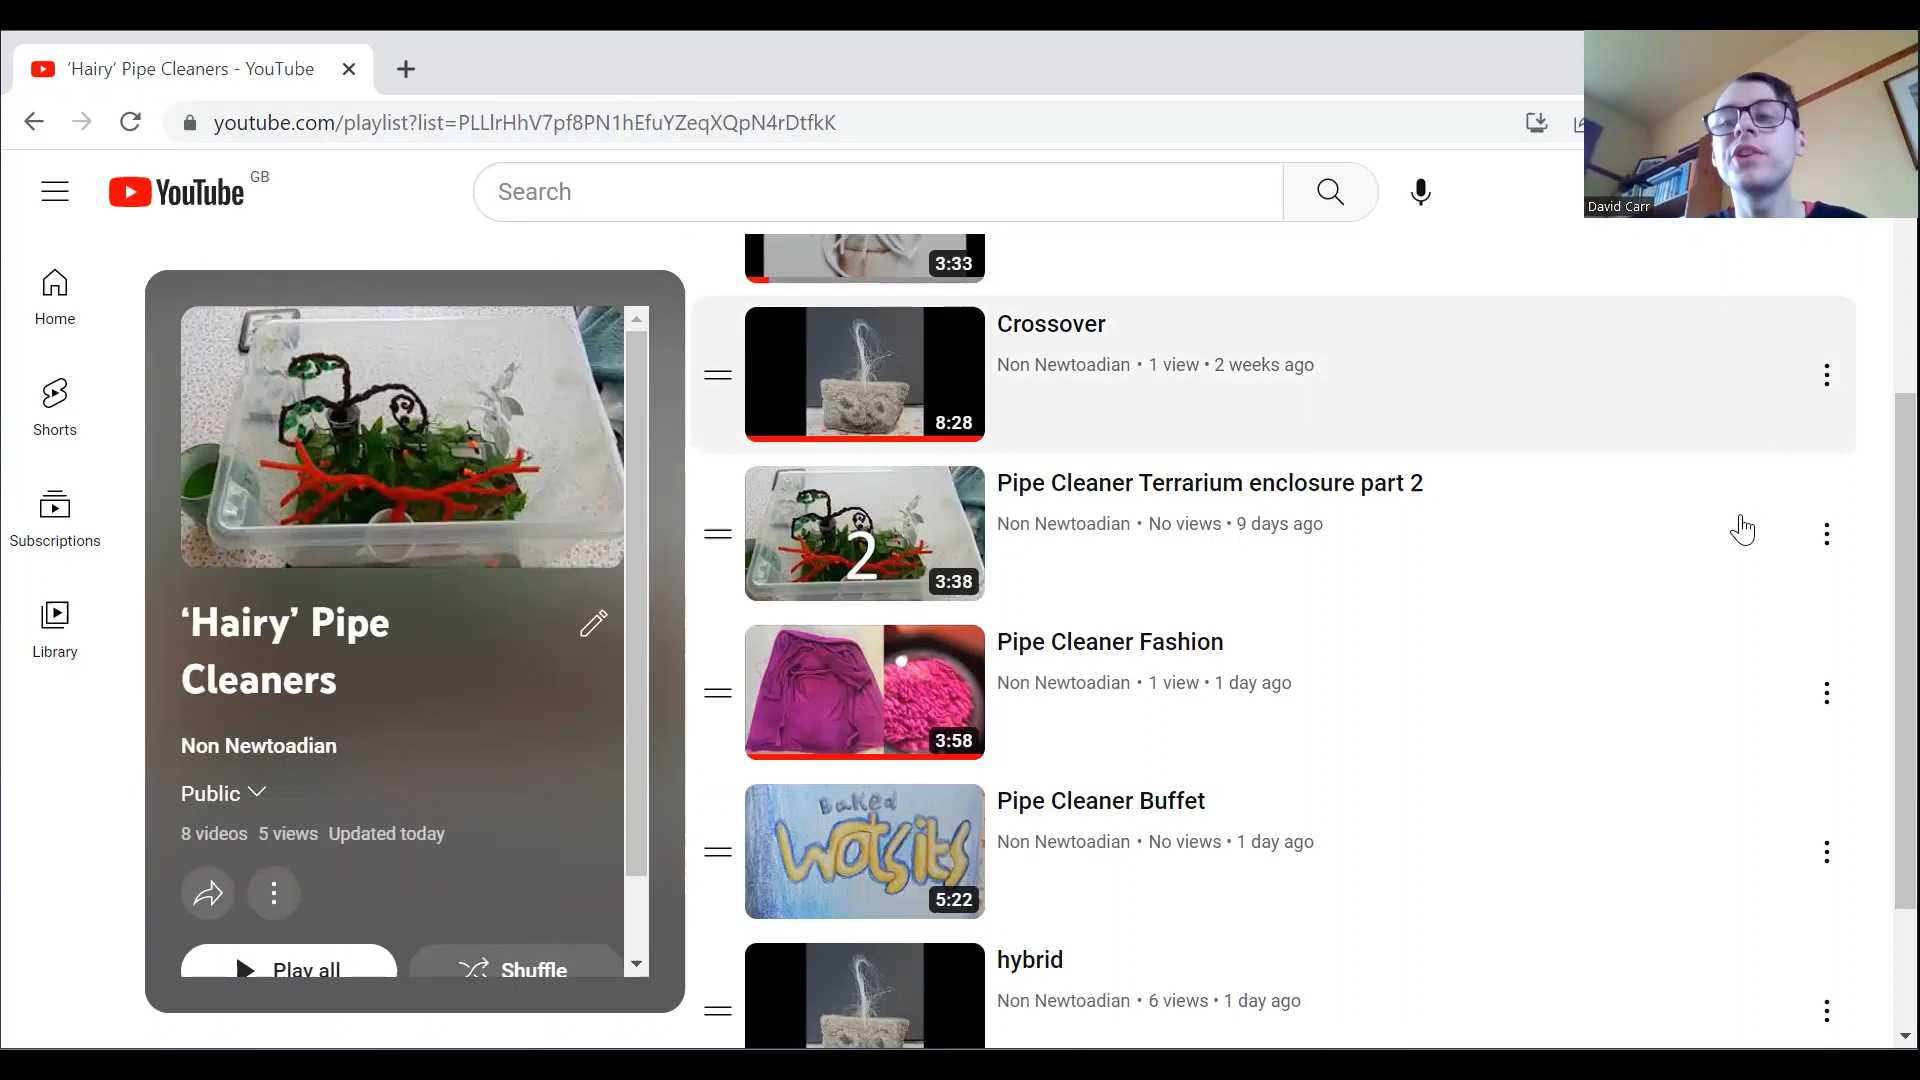 ‘Hairy’ Pipe Cleaners - YouTube
youtube.com/playlist?list=PLLlrHhV7pf8PN1hEfuYZeqXQpN4rDtfkK
David Carr
YouTube GB
Search
Home
Shorts
Subscriptions
Library
‘Hairy’ Pipe
Cleaners
Non Newtoadian
Public
8 videos 5 views Updated today
Play all
Shuffle
3:33
Crossover
Non Newtoadian • 1 view • 2 weeks ago
8:28
Pipe Cleaner Terrarium enclosure part 2
Non Newtoadian • No views • 9 days ago
2
3:38
Pipe Cleaner Fashion
Non Newtoadian • 1 view • 1 day ago
3:58
Pipe Cleaner Buffet
Non Newtoadian • No views • 1 day ago
Baked
Wotsits
5:22
hybrid
Non Newtoadian • 6 views • 1 day ago